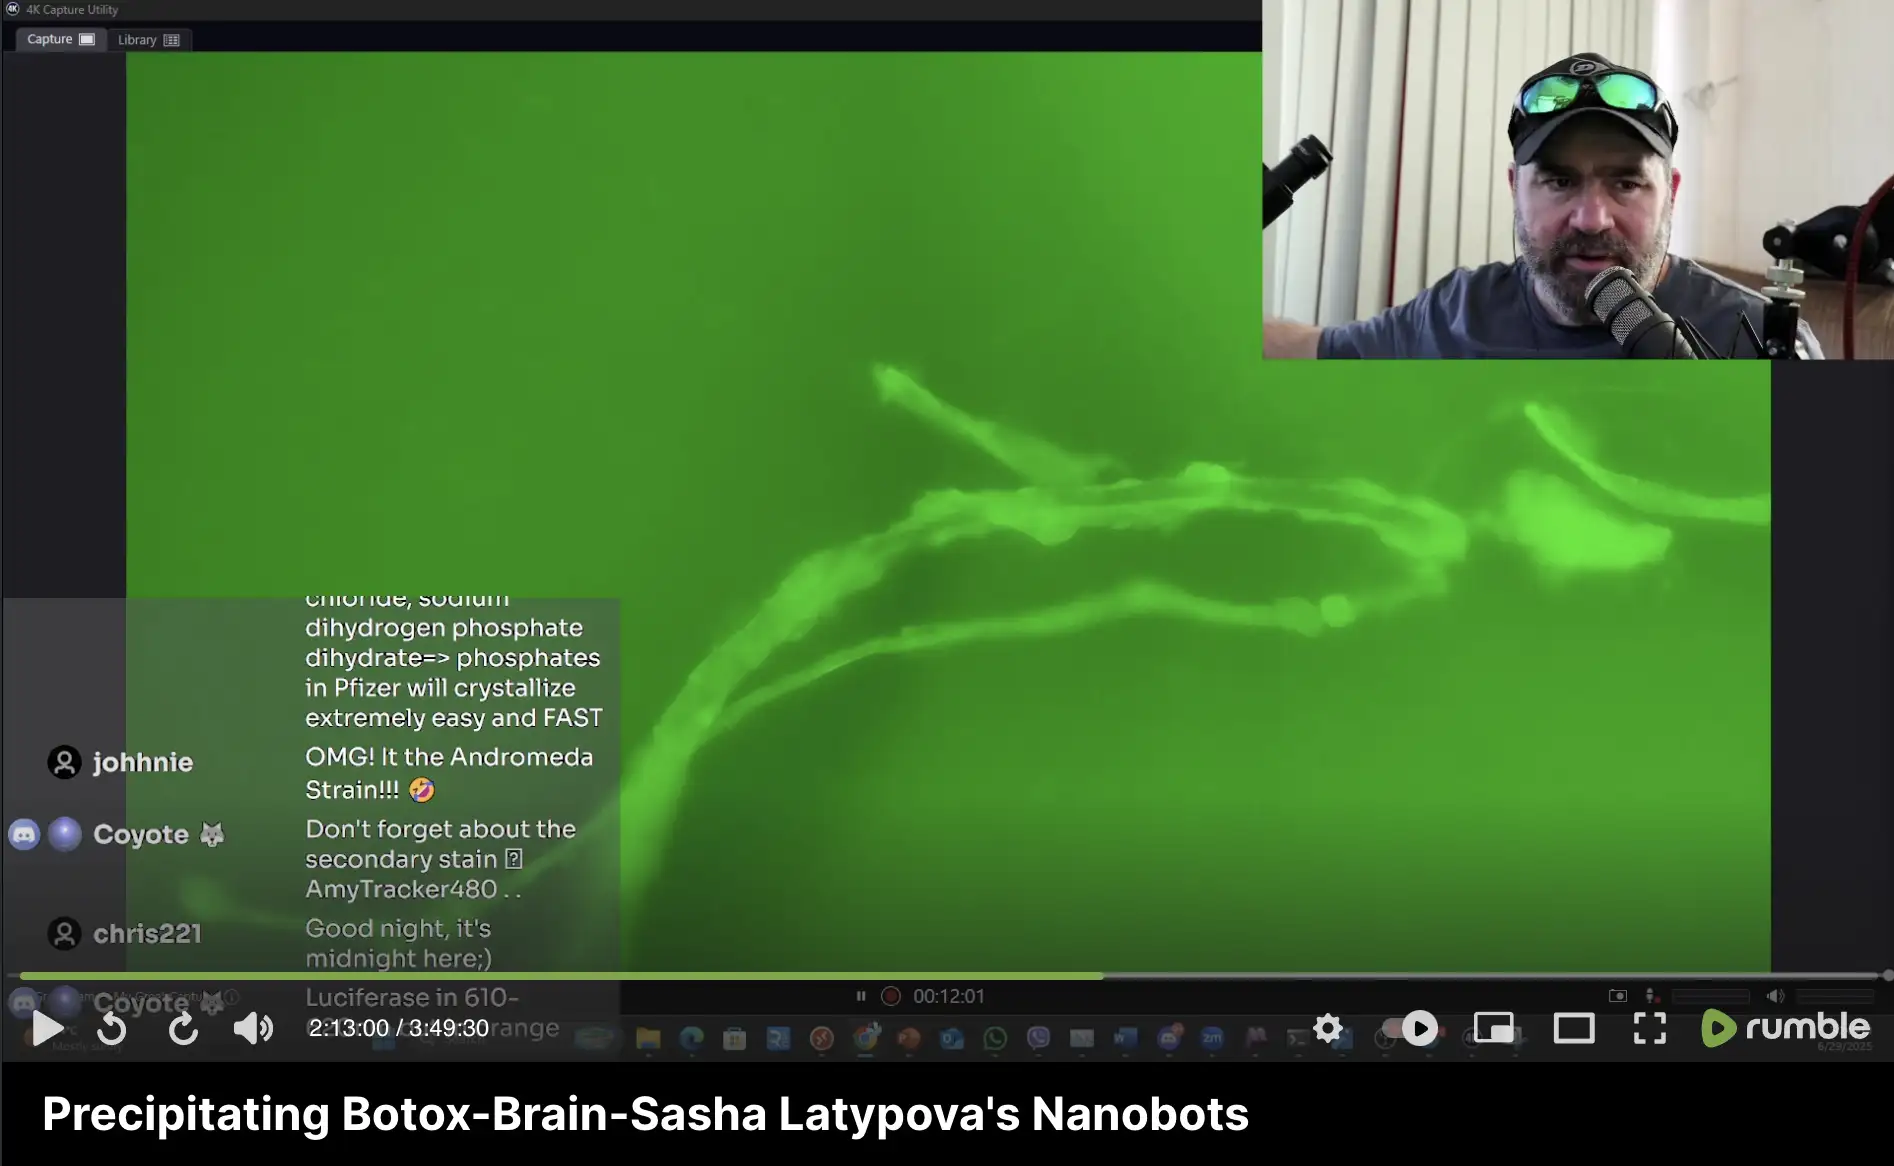 4K Capture Utility
Capture
Library
chloride, sodium
dihydrogen phosphate
dihydrate=> phosphates
in Pfizer will crystallize
extremely easy and FAST
johhnie
OMG! It the Andromeda
Strain!!! 🤣
Coyote 🐺
Don't forget about the
secondary stain
AmyTracker480 . .
chris221
Good night, it's
midnight here;)
Coyote 🐺
Luciferase in 610-
range
00:12:01
2:13:00 / 3:49:30
rumble
6/29/2025
Precipitating Botox-Brain-Sasha Latypova's Nanobots